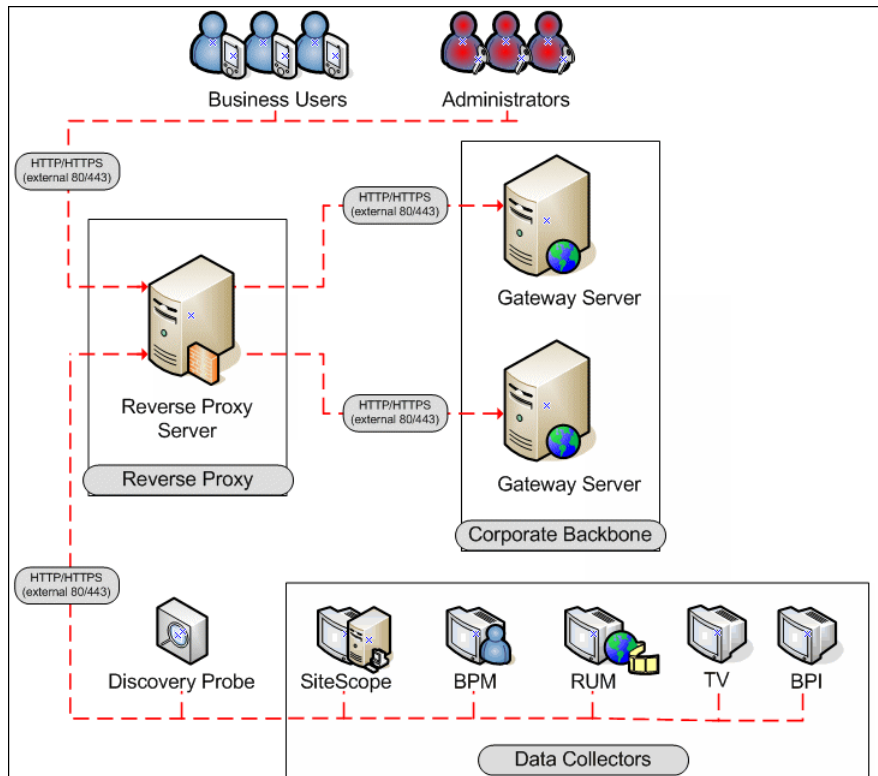 Business Users
Administrators
HTTP/HTTPS
(external 80/443)
HTTP/HTTPS
(external 80/443)
Gateway Server
Reverse Proxy
Server
Reverse Proxy
HTTP/HTTPS
(external 80/443)
Gateway Server
Corporate Backbone
HTTP/HTTPS
(external 80/443)
Discovery Probe
SiteScope
BPM
RUM
TV
BPI
Data Collectors